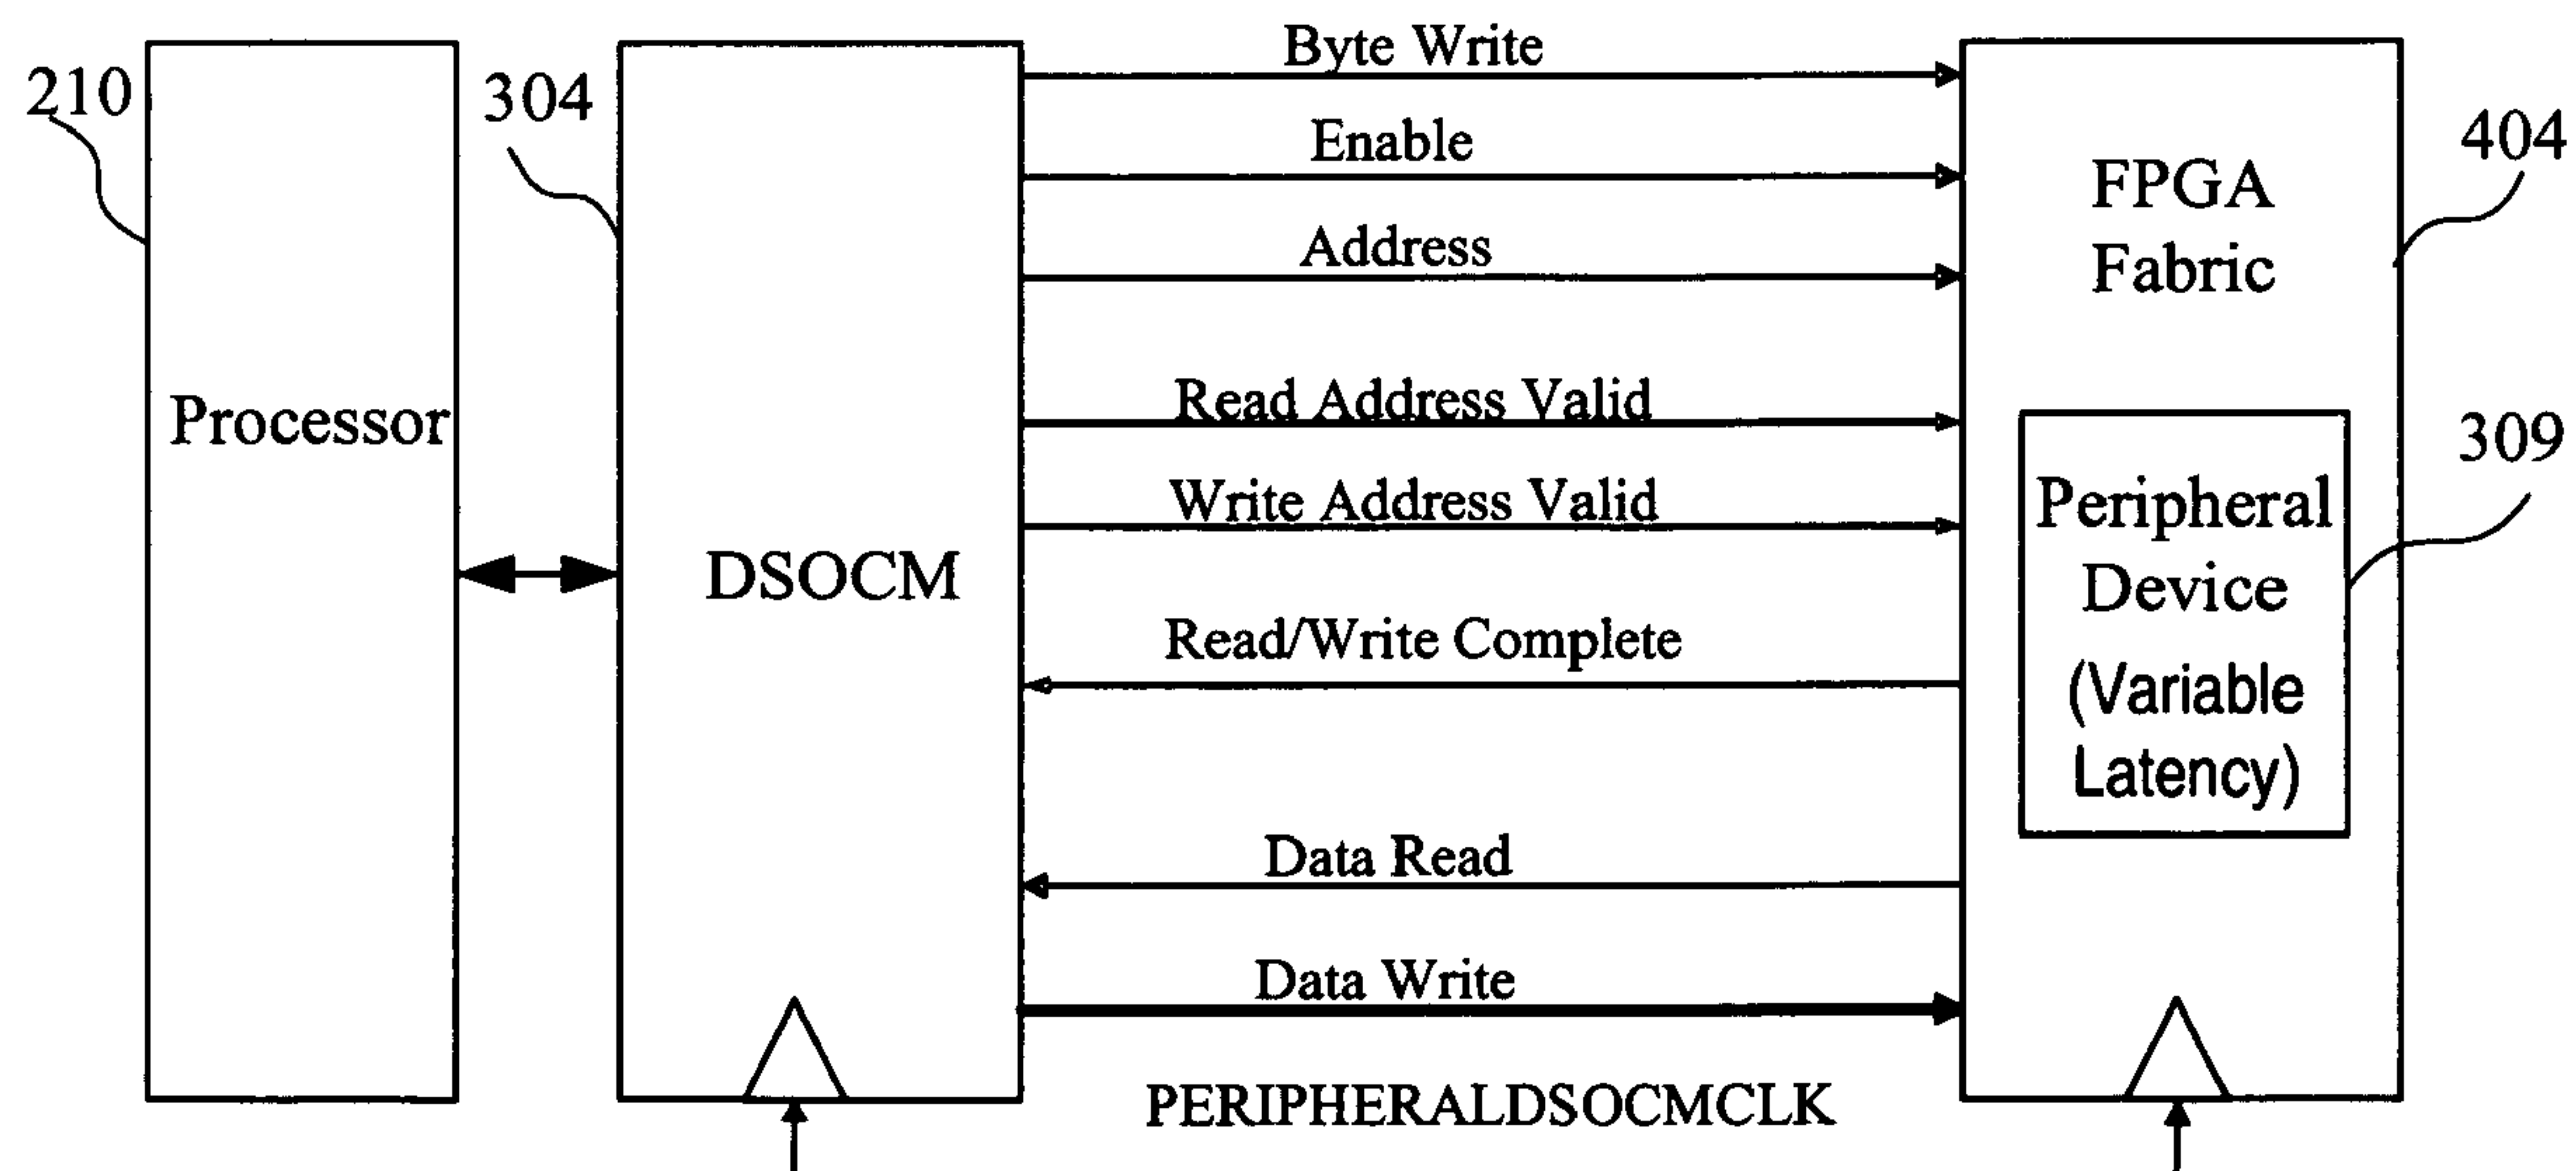 210
Processor
304
DSOCM
Byte Write
Enable
Address
Read Address Valid
Write Address Valid
Read/Write Complete
Data Read
Data Write
PERIPHERALDSOCMCLK
FPGA
Fabric
404
Peripheral
Device
(Variable
Latency)
309